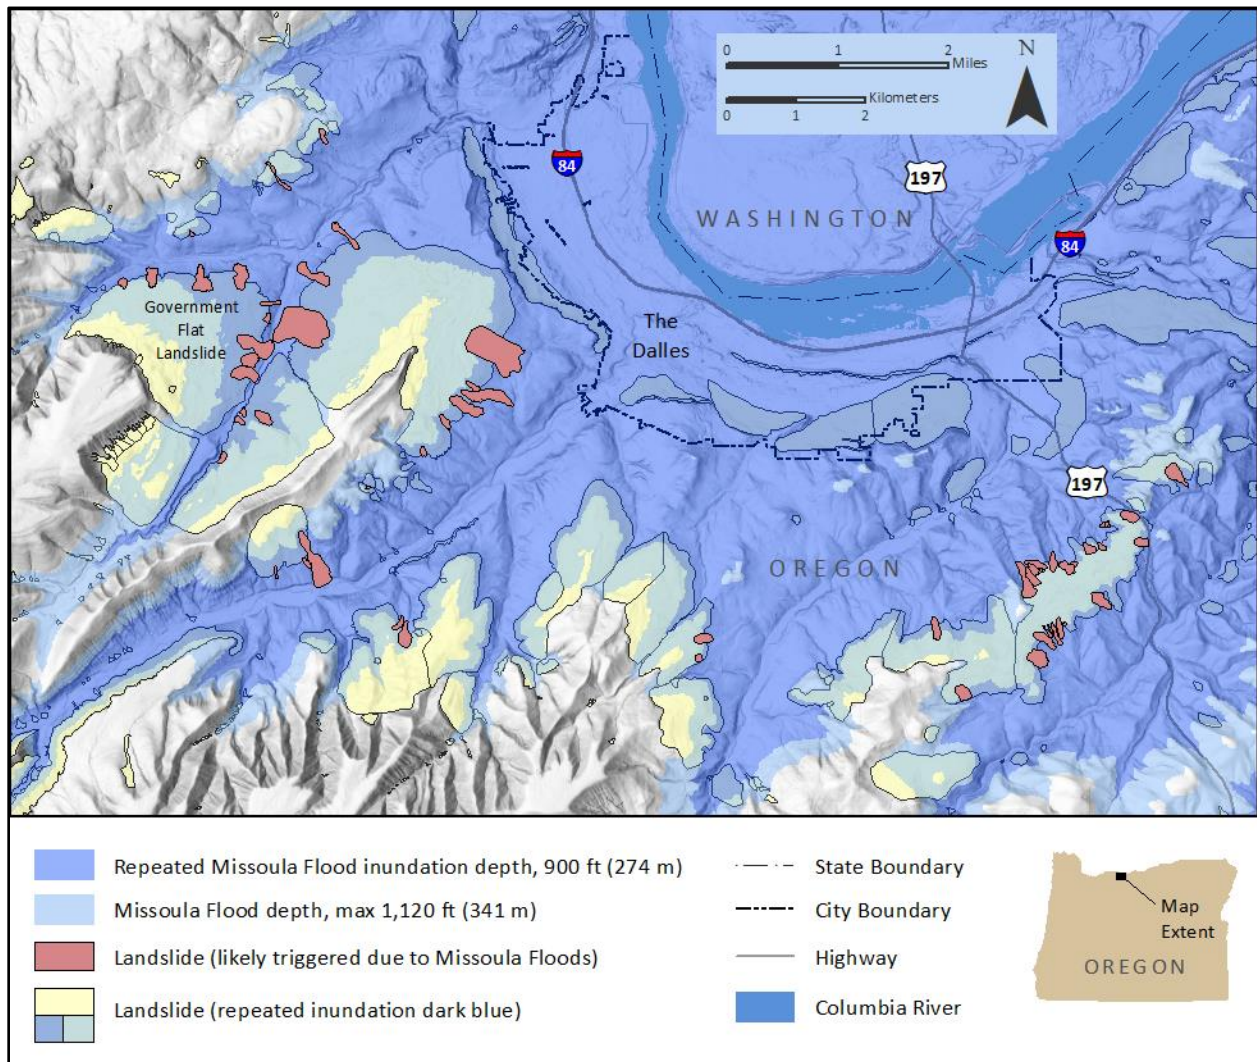 0 1 2
Miles
N
Kilometers
0 1 2
84
197
WASHINGTON
84
Government
Flat
Landslide
The
Dalles
197
OREGON
Repeated Missoula Flood inundation depth, 900 ft (274 m)
Missoula Flood depth, max 1,120 ft (341 m)
Landslide (likely triggered due to Missoula Floods)
Landslide (repeated inundation dark blue)
State Boundary
City Boundary
Highway
Columbia River
Map
Extent
OREGON